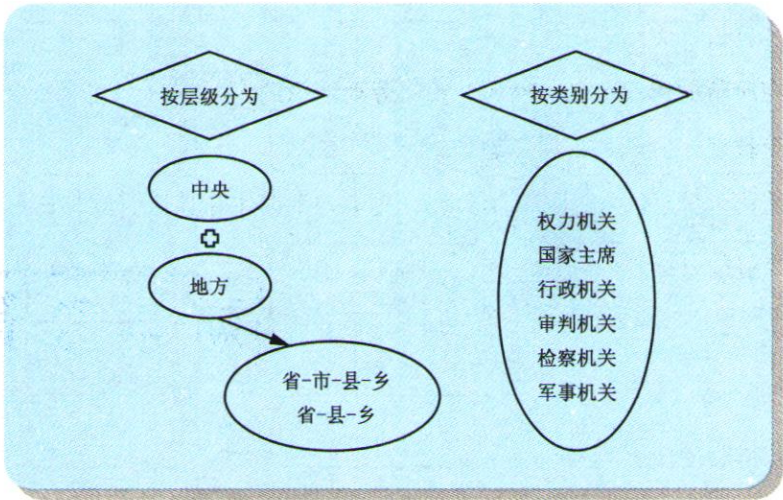 按层级分为
中央
地方
省-市-县-乡
省-县-乡
按类别分为
权力机关
国家主席
行政机关
审判机关
检察机关
军事机关